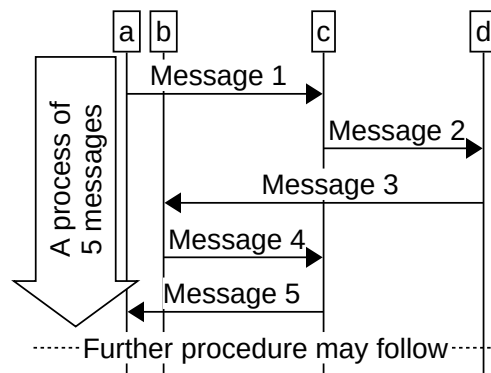 a b c d
Message 1
Message 2
Message 3
Message 4
Message 5
A process of
5 messages
Further procedure may follow